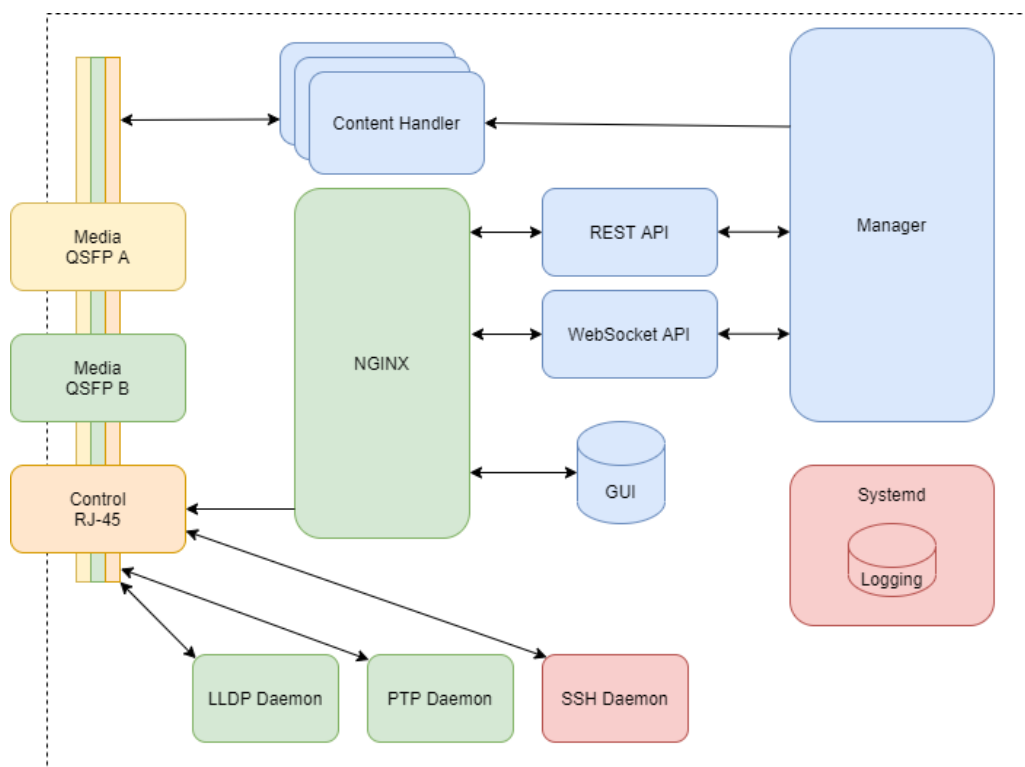 Content Handler
Manager
Media
QSFP A
REST API
Media
QSFP B
NGINX
WebSocket API
GUI
Control
RJ-45
Systemd
Logging
LLDP Daemon
PTP Daemon
SSH Daemon